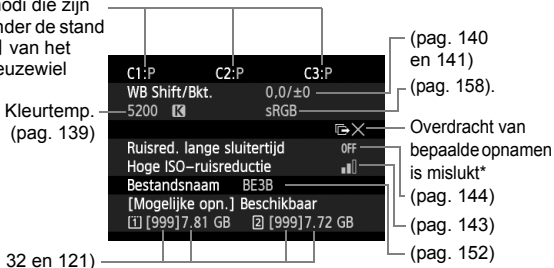 modi die zijn
nder de stand
van het
euzewiel
Kleurtemp.
(pag. 139)
32 en 121)
C1:P C2:P C3:P
WB Shift/Bkt. 0,0/±0
5200 K sRGB
Ruisred. lange sluitertijd OFF
Hoge ISO-ruisreductie
Bestandsnaam BE3B
[Mogelijke opn.] Beschikbaar
1 [999]7.81 GB 2 [999]7.72 GB
(pag. 140
en 141)
(pag. 158).
Overdracht van
bepaalde opnamen
is mislukt*
(pag. 144)
(pag. 143)
(pag. 152)